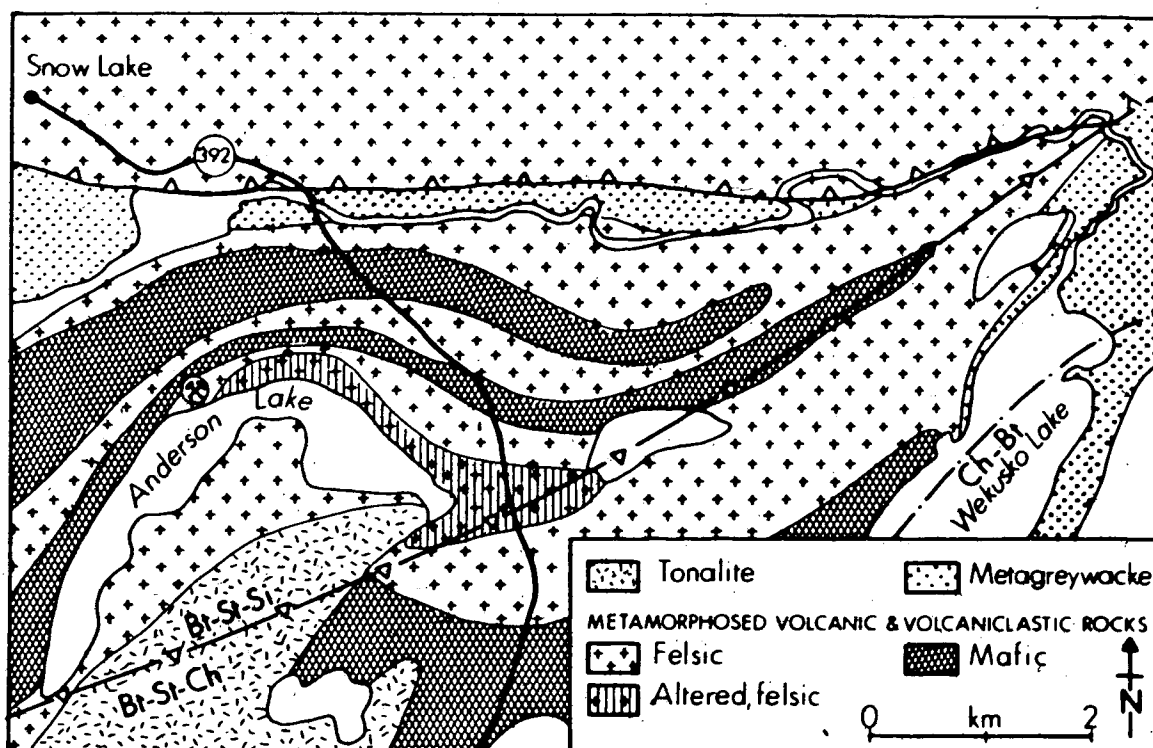 Snow Lake
392
Anderson
Lake
Bt-St-Si
Bt-St-Ch
Ch-Bt
Wekusko Lake
Tonalite
Metagreywacke
METAMORPHOSED VOLCANIC & VOLCANICLASTIC ROCKS
Felsic
Mafic
Altered, felsic
0 km 2
N